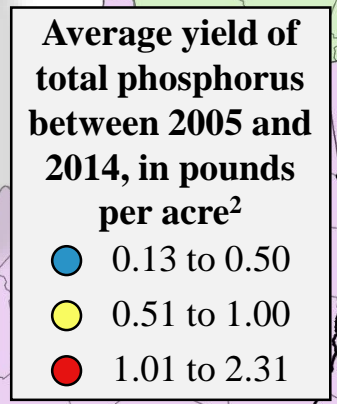 Average yield of
total phosphorus
between 2005 and
2014, in pounds
per acre²
0.13 to 0.50
0.51 to 1.00
1.01 to 2.31